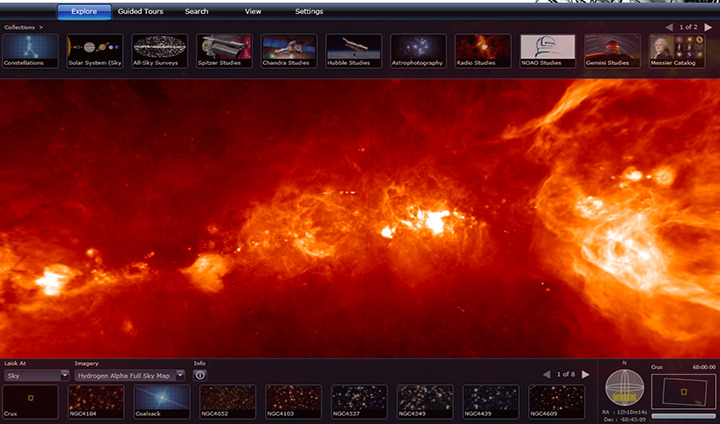 Explore Guided Tours Search View Settings
Collections > 1 of 2
Constellations Solar System (Sky All-Sky Surveys Spitzer Studies Chandra Studies Hubble Studies Astrophotography Radio Studies NOAO Studies Gemini Studies Messier Catalog
Look At Imagery Info
Sky Hydrogen Alpha Full Sky Map 1 of 8
N
Crux 60:00:00
Crux NGC4184 Coalsack NGC4052 NGC4103 NGC4337 NGC4349 NGC4439 NGC4609
RA : 12h10m14s
Dec : -60:43:09